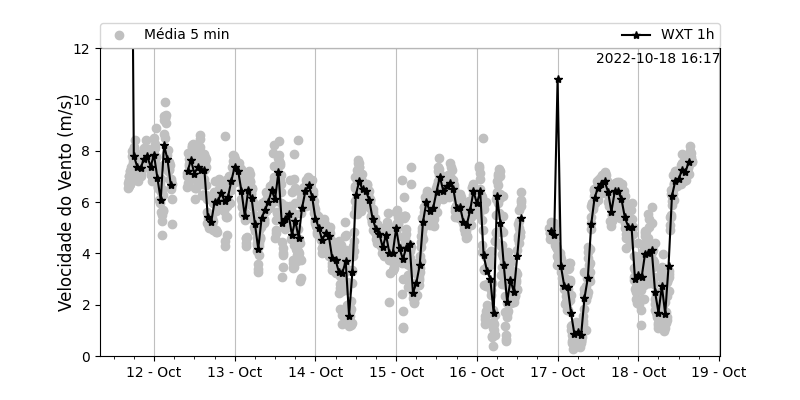 Média 5 min
WXT 1h
2022-10-18 16:17
Velocidade do Vento (m/s)
12
10
8
6
4
2
0
12 - Oct
13 - Oct
14 - Oct
15 - Oct
16 - Oct
17 - Oct
18 - Oct
19 - Oct